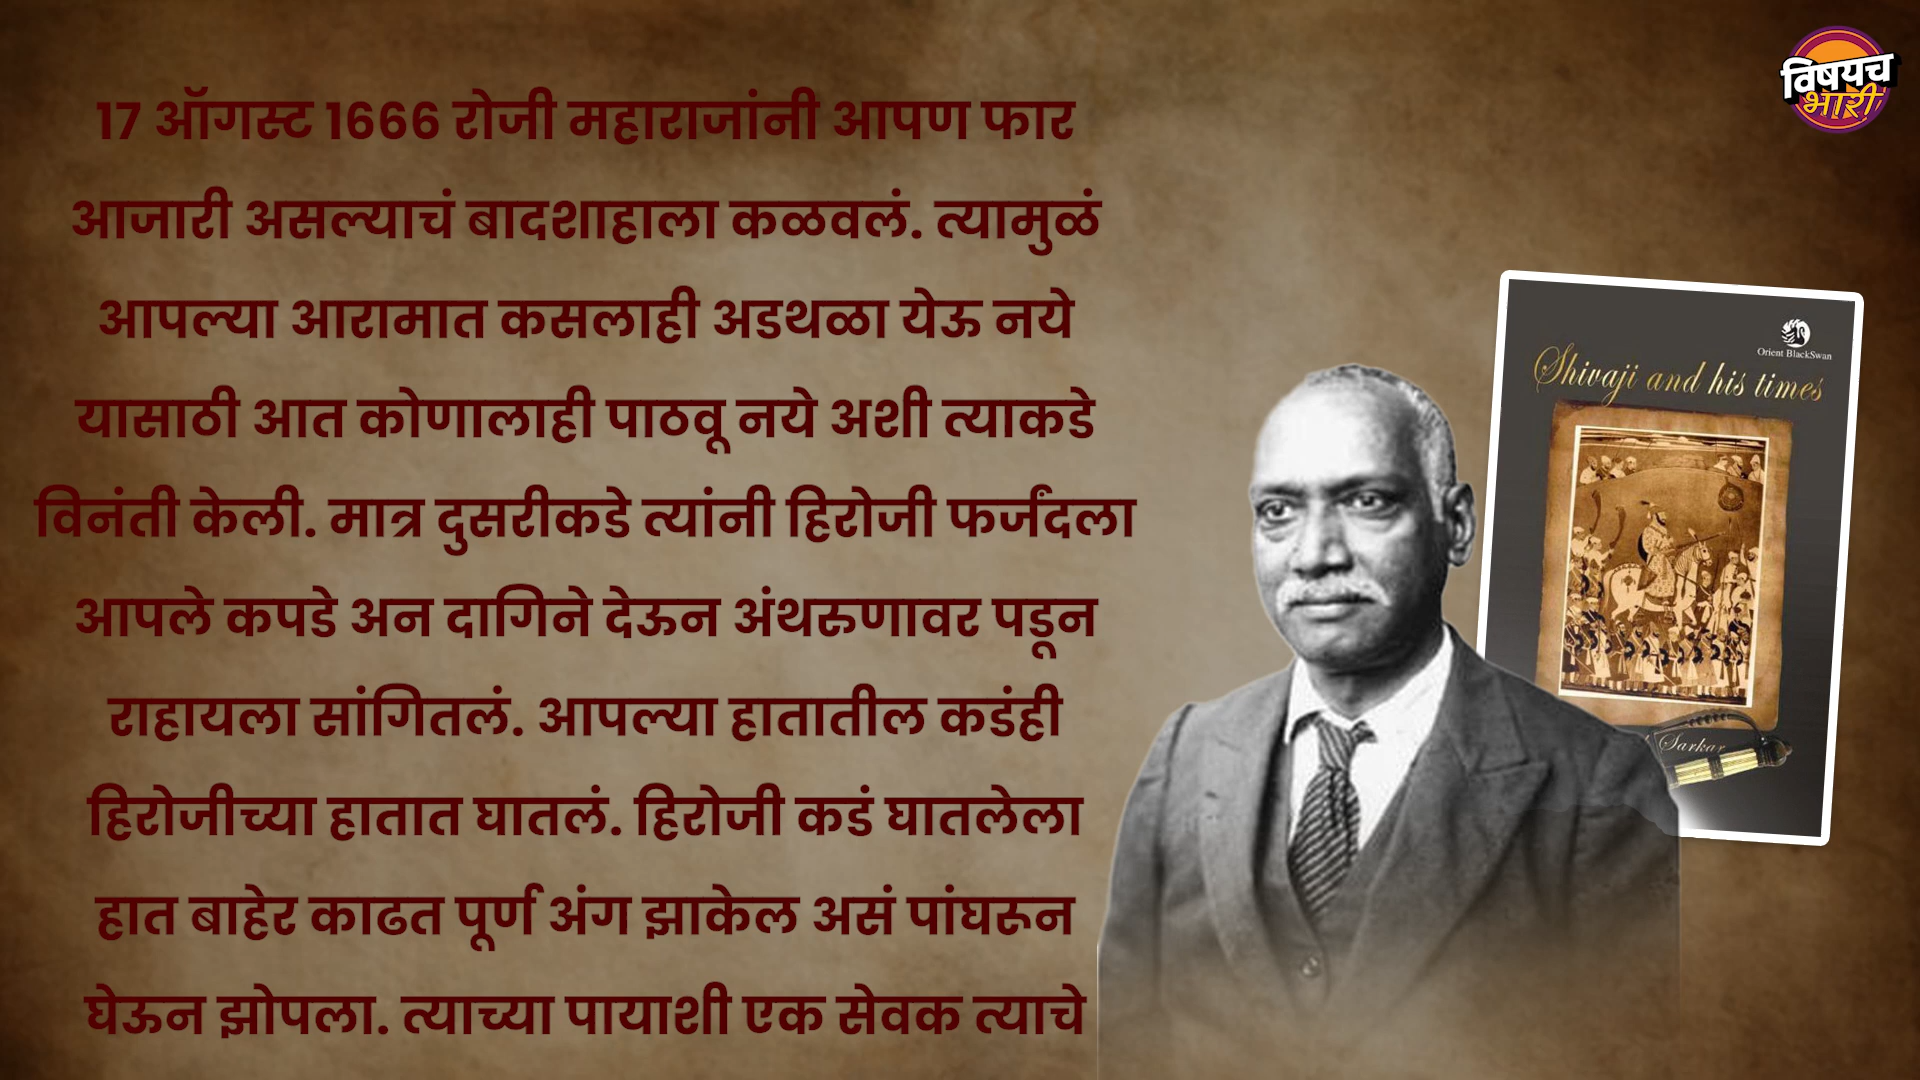 विषयच
भारी
17 ऑगस्ट 1666 रोजी महाराजांनी आपण फार
आजारी असल्याचं बादशाहाला कळवलं. त्यामुळं
आपल्या आरामात कसलाही अडथळा येऊ नये
यासाठी आत कोणालाही पाठवू नये अशी त्याकडे
विनंती केली. मात्र दुसरीकडे त्यांनी हिरोजी फर्जंदला
आपले कपडे अन दागिने देऊन अंथरुणावर पडून
राहायला सांगितलं. आपल्या हातातील कडंही
हिरोजीच्या हातात घातलं. हिरोजी कडं घातलेला
हात बाहेर काढत पूर्ण अंग झाकेल असं पांघरून
घेऊन झोपला. त्याच्या पायाशी एक सेवक त्याचे
Orient BlackSwan
Shivaji and his times
Sarkar